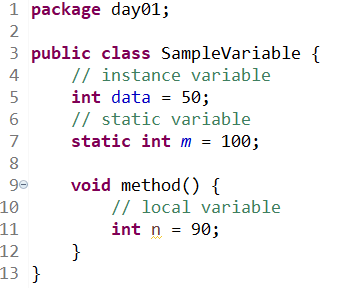 1 package day01;
2
3 public class SampleVariable {
4     // instance variable
5     int data = 50;
6     // static variable
7     static int m = 100;
8
9     void method() {
10         // local variable
11         int n = 90;
12     }
13 }